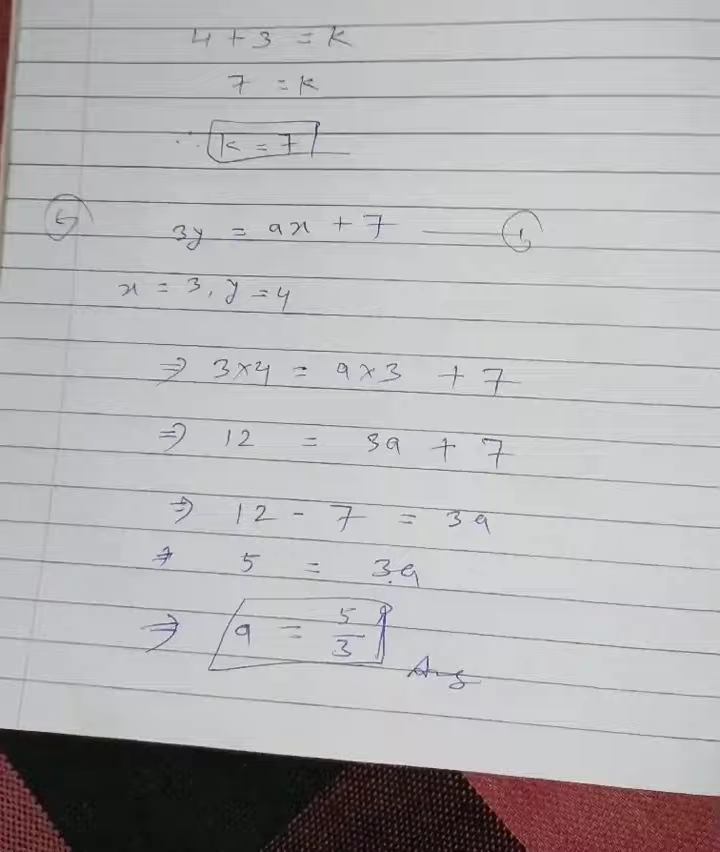 4 + 3 = k
7 = k
∴ k = 7
5 3y = ax + 7 — 1
x = 3, y = 4
⇒ 3×4 = a×3 + 7
⇒ 12 = 3a + 7
⇒ 12 - 7 = 3a
⇒ 5 = 3a
⇒ a = 5/3 Ans